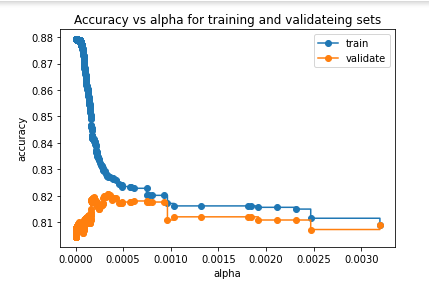 Accuracy vs alpha for training and validateing sets
train
validate
accuracy
0.88
0.87
0.86
0.85
0.84
0.83
0.82
0.81
0.0000 0.0005 0.0010 0.0015 0.0020 0.0025 0.0030
alpha